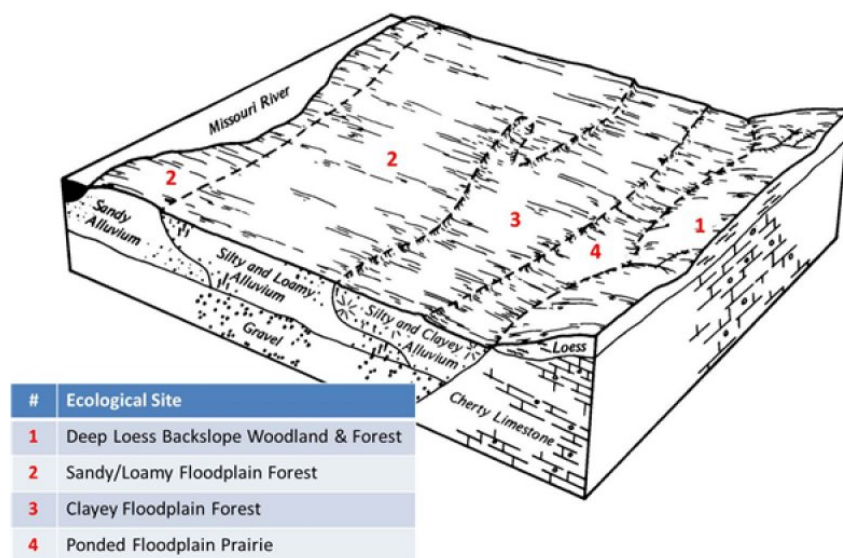 Missouri River
2
2
3
4
1
Sandy
Alluvium
Silty and Loamy
Alluvium
Gravel
Silty and Clayey
Alluvium
Loess
Cherty Limestone
# Ecological Site
1 Deep Loess Backslope Woodland & Forest
2 Sandy/Loamy Floodplain Forest
3 Clayey Floodplain Forest
4 Ponded Floodplain Prairie